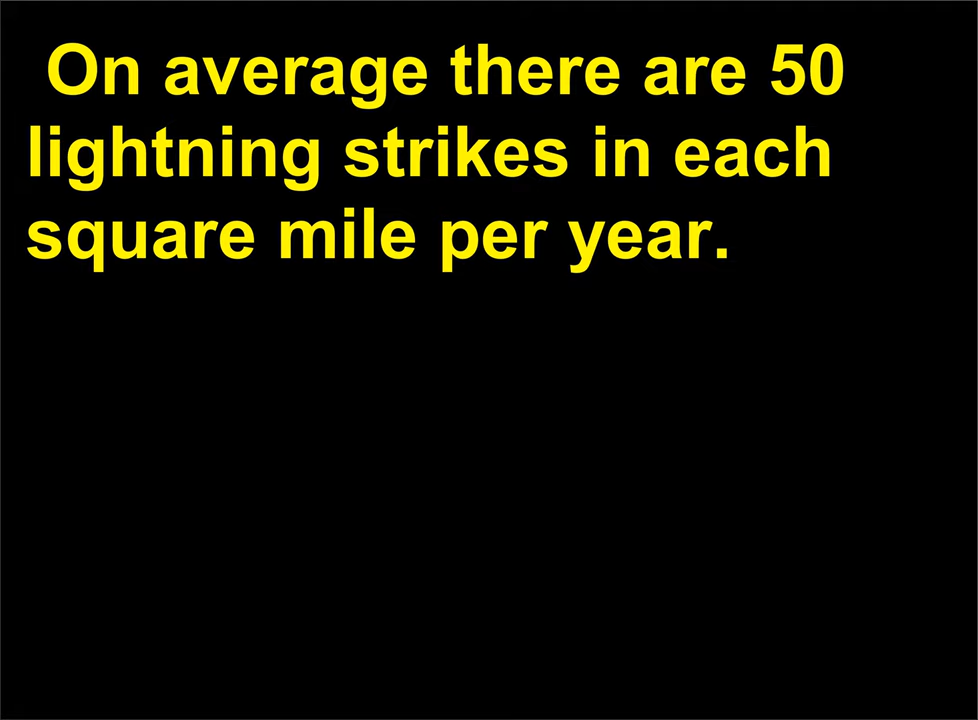 On average there are 50
lightning strikes in each
square mile per year.